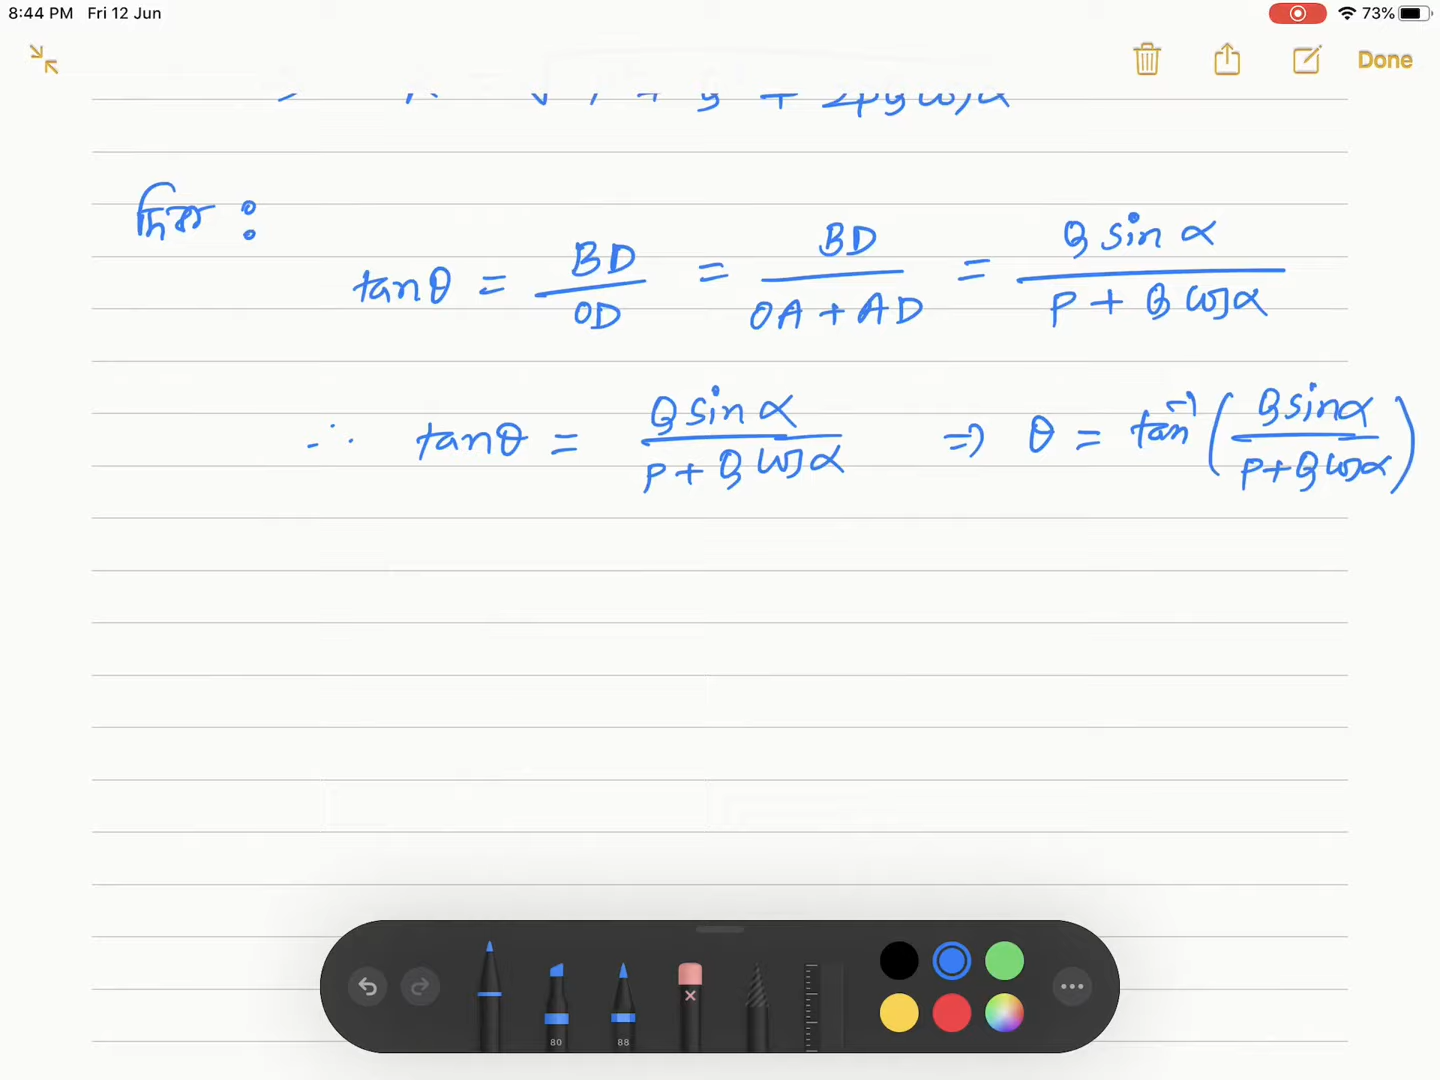 8:44 PM Fri 12 Jun 73%
Done
দিক :
tanθ = BD/OD = BD/(OA + AD) = Q sin α/(P + Q cos α)
∴ tanθ = Q sin α/(P + Q cos α) ⇒ θ = tan⁻¹(Q sin α/(P + Q cos α))
80 88